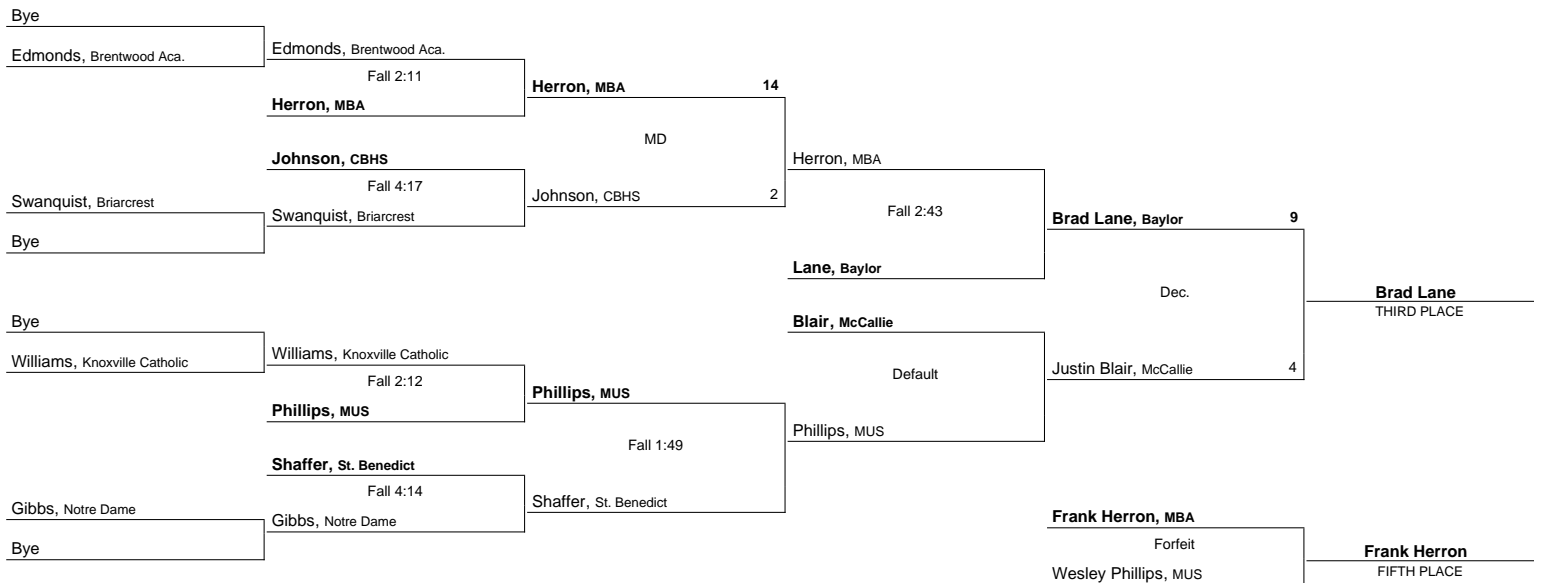 Bye
Edmonds, Brentwood Aca.
Edmonds, Brentwood Aca.
Fall 2:11
Herron, MBA
Herron, MBA 14
MD
Johnson, CBHS
Fall 4:17
Swanquist, Briarcrest
Swanquist, Briarcrest
Bye
Johnson, CBHS 2
Herron, MBA
Fall 2:43
Lane, Baylor
Brad Lane, Baylor 9
Dec.
Brad Lane
THIRD PLACE
Bye
Williams, Knoxville Catholic
Williams, Knoxville Catholic
Fall 2:12
Phillips, MUS
Phillips, MUS
Fall 1:49
Shaffer, St. Benedict
Fall 4:14
Gibbs, Notre Dame
Gibbs, Notre Dame
Bye
Shaffer, St. Benedict
Blair, McCallie
Default
Phillips, MUS
Justin Blair, McCallie 4
Frank Herron, MBA
Forfeit
Wesley Phillips, MUS
Frank Herron
FIFTH PLACE